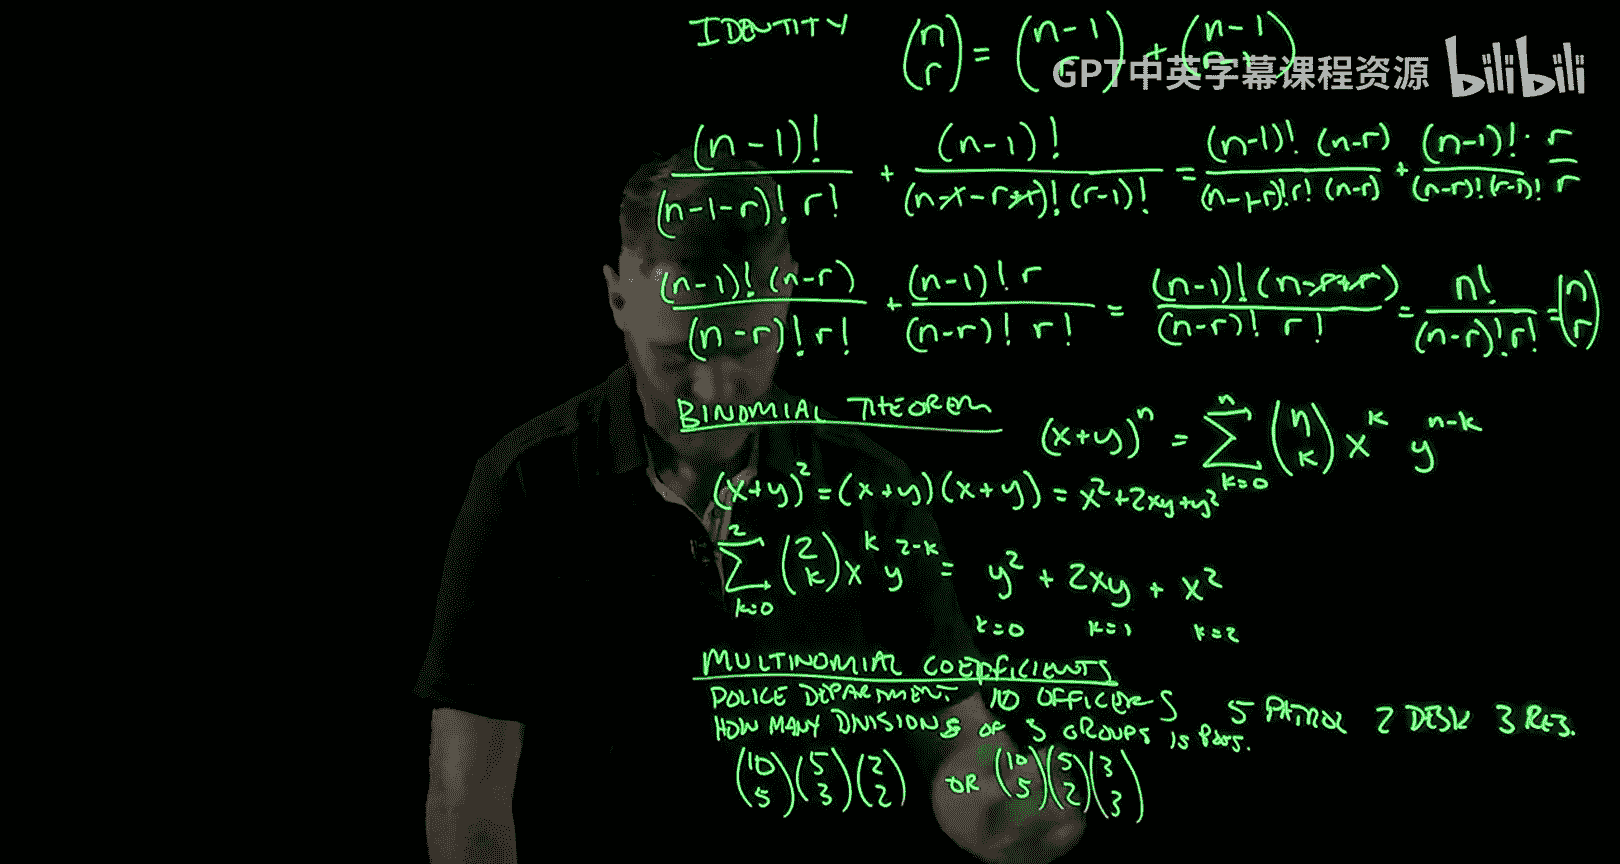 IDENTITY (n r) = (n-1 r) + (n-1 r-1)
GPT中英字幕课程资源 bilibili
(n-1)! / (n-1-r)! r! + (n-1)! / (n-1-r+1)! (r-1)! = (n-1)! (n-r) / (n-1-r)! r! (n-r) + (n-1)! · r / (n-r)! (r-1)! r
(n-1)! (n-r) / (n-r)! r! + (n-1)! r / (n-r)! r! = (n-1)! (n-r+r) / (n-r)! r! = n! / (n-r)! r! = (n r)
BINOMIAL THEOREM (x+y)^n = ∑_{k=0}^{n} (n k) x^k y^{n-k}
(x+y)^2 = (x+y)(x+y) = x^2+2xy+y^2
∑_{k=0}^{2} (2 k) x^k y^{2-k} = y^2 + 2xy + x^2
k=0 k=1 k=2
MULTINOMIAL COEFFICIENTS
POLICE DEPARTMENT 10 OFFICERS 5 PATROL 2 DESK 3 RES.
HOW MANY DIVISIONS OF 3 GROUPS IS POSS.
(10 5)(5 3)(2 2) OR (10 5)(5 2)(3 3)